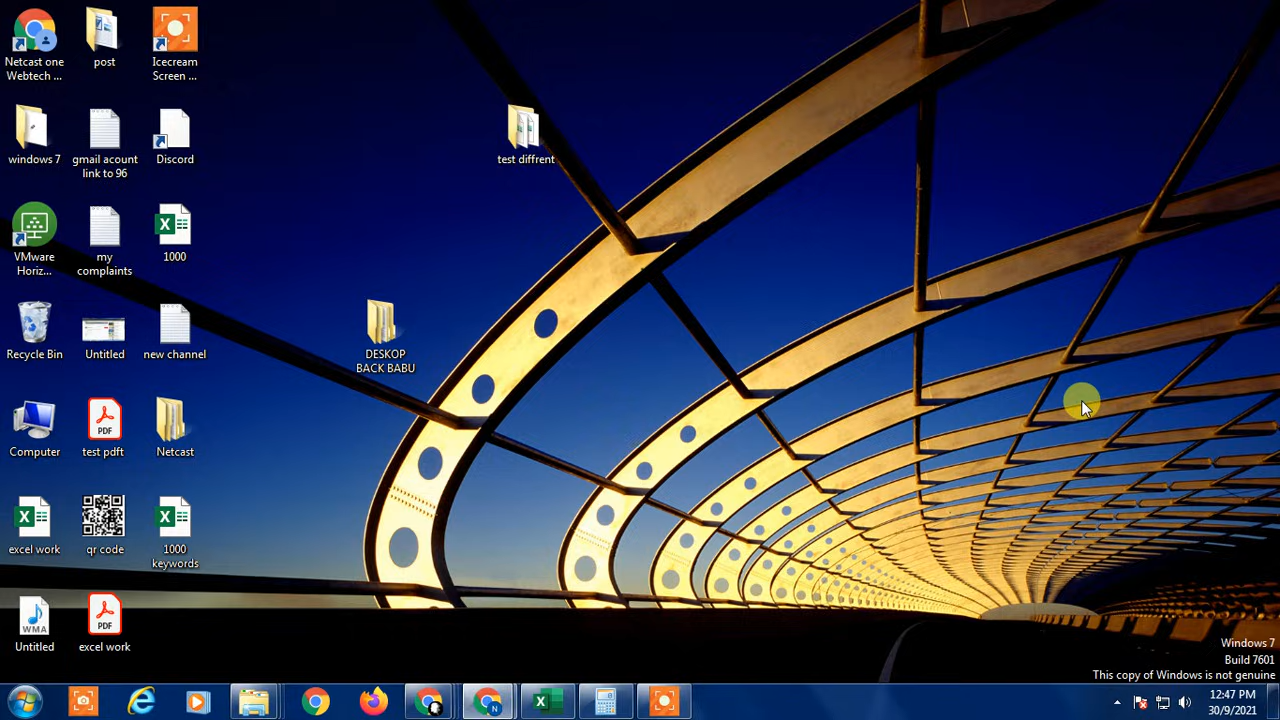 Netcast one
Webtech ...
post
Icecream
Screen ...
windows 7
gmail acount
link to 96
Discord
test diffrent
VMware
Horiz...
my
complaints
1000
Recycle Bin
Untitled
new channel
DESKOP
BACK BABU
Computer
PDF
test pdft
Netcast
excel work
qr code
1000
keywords
WMA
Untitled
PDF
excel work
Windows 7
Build 7601
This copy of Windows is not genuine
12:47 PM
30/9/2021